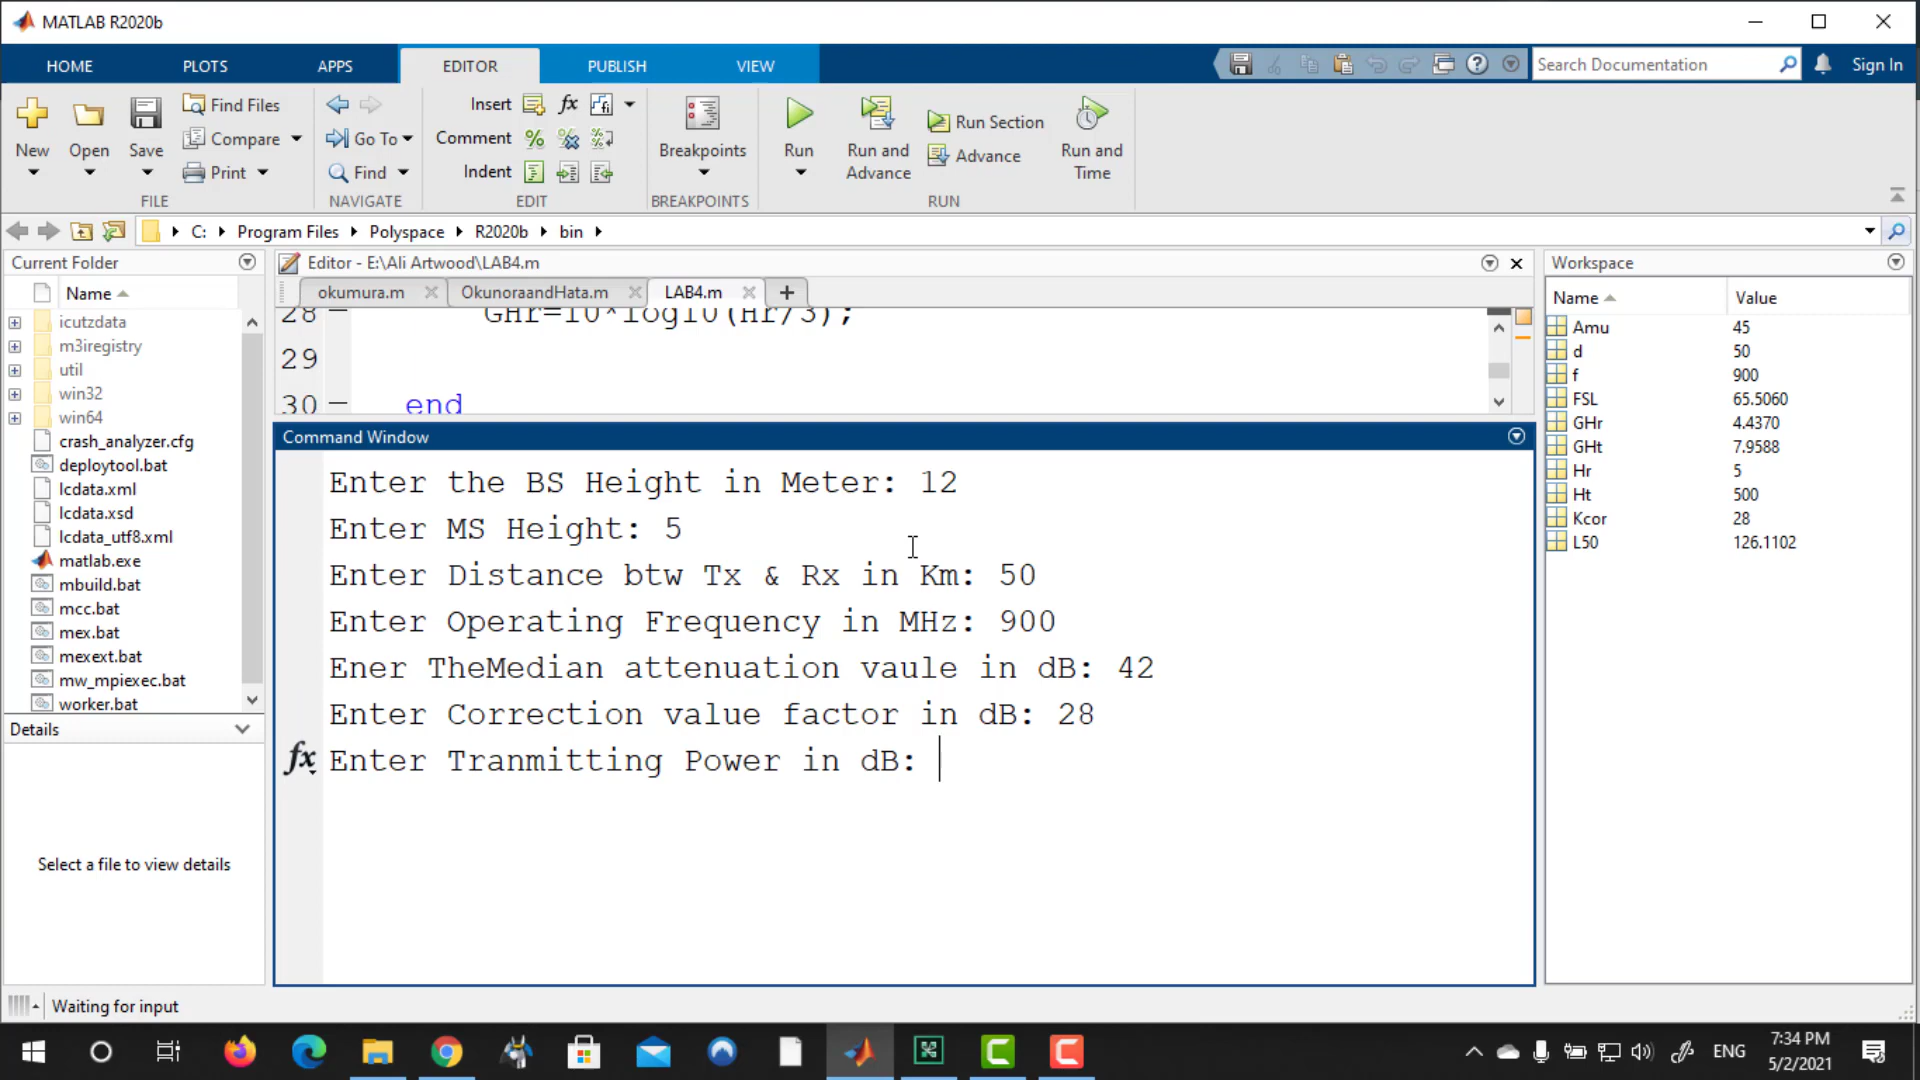 MATLAB R2020b
HOME
PLOTS
APPS
EDITOR
PUBLISH
VIEW
Search Documentation
Sign In
New
Open
Save
Find Files
Compare
Print
FILE
Go To
Find
NAVIGATE
Insert
fx
Comment
Indent
EDIT
Breakpoints
BREAKPOINTS
Run
Run and Advance
Run Section
Advance
Run and Time
RUN
C:
Program Files
Polyspace
R2020b
bin
Current Folder
Name
icutzdata
m3iregistry
util
win32
win64
crash_analyzer.cfg
deploytool.bat
lcdata.xml
lcdata.xsd
lcdata_utf8.xml
matlab.exe
mbuild.bat
mcc.bat
mex.bat
mexext.bat
mw_mpiexec.bat
worker.bat
Details
Select a file to view details
Editor - E:\Ali Artwood\LAB4.m
okumura.m
OkunoraandHata.m
LAB4.m
28 GHr=10*log10(Hr/3);
29
30 end
Command Window
Enter the BS Height in Meter: 12
Enter MS Height: 5
Enter Distance btw Tx & Rx in Km: 50
Enter Operating Frequency in MHz: 900
Ener TheMedian attenuation vaule in dB: 42
Enter Correction value factor in dB: 28
fx Enter Tranmitting Power in dB:
Workspace
Name Value
Amu 45
d 50
f 900
FSL 65.5060
GHr 4.4370
GHt 7.9588
Hr 5
Ht 500
Kcor 28
L50 126.1102
Waiting for input
ENG
7:34 PM
5/2/2021